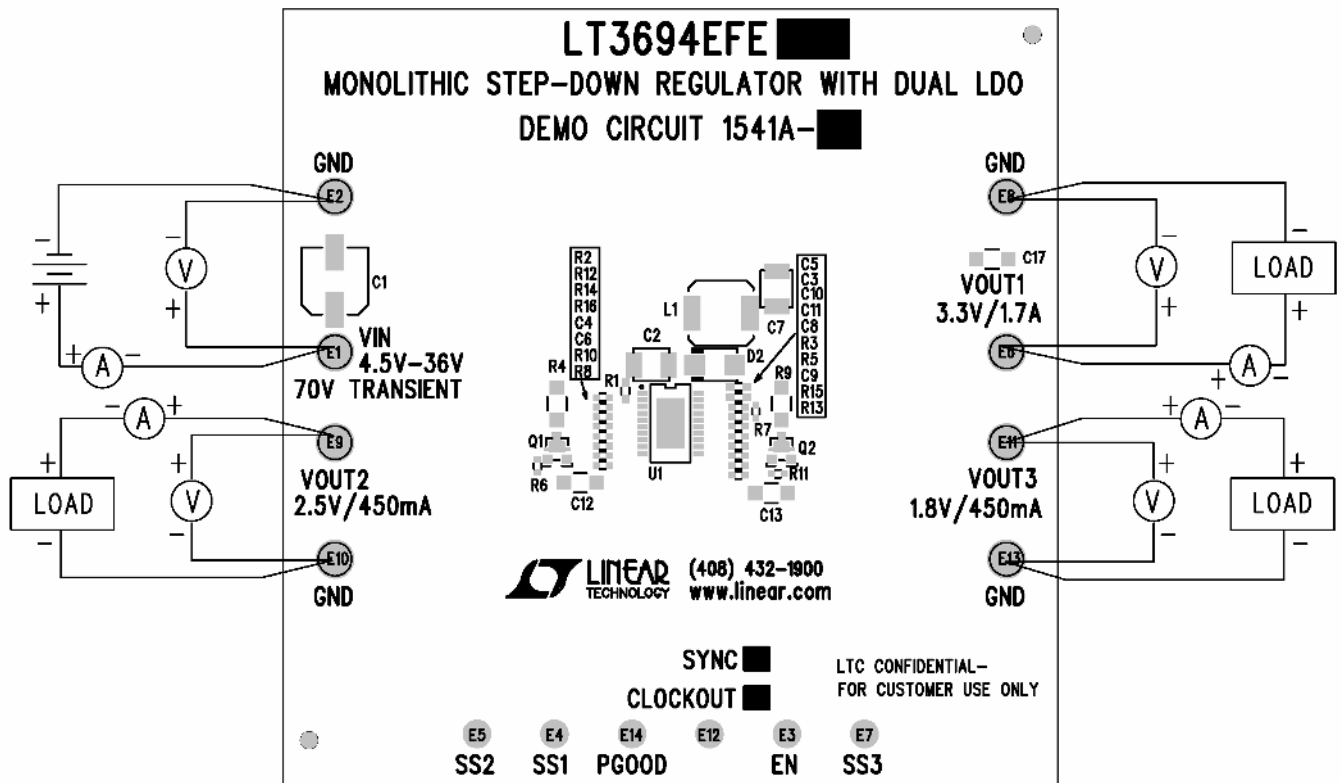 LT3694EFE
MONOLITHIC STEP-DOWN REGULATOR WITH DUAL LDO
DEMO CIRCUIT 1541A-
GND
E2
- V +
- +
C1
VIN
E1
4.5V-36V
70V TRANSIENT
+ A -
- A +
E9
VOUT2
2.5V/450mA
+ LOAD -
+ V -
E10
GND
R2
R12
R14
R16
C4
C6
R10
R8
R4
R1
C2
L1
C7
D2
C5
C3
C10
C11
C8
R3
R5
C9
R15
R13
R9
R7
Q1
R6
C12
U1
Q2
R11
C13
GND
E8
C17
VOUT1
3.3V/1.7A
E6
- V +
- LOAD +
+ A -
+ A -
E11
VOUT3
1.8V/450mA
+ V -
+ LOAD -
E13
GND
LINEAR
TECHNOLOGY
(408) 432-1900
www.linear.com
SYNC
CLOCKOUT
LTC CONFIDENTIAL-
FOR CUSTOMER USE ONLY
E5 E4 E14 E12 E3 E7
SS2 SS1 PGOOD EN SS3